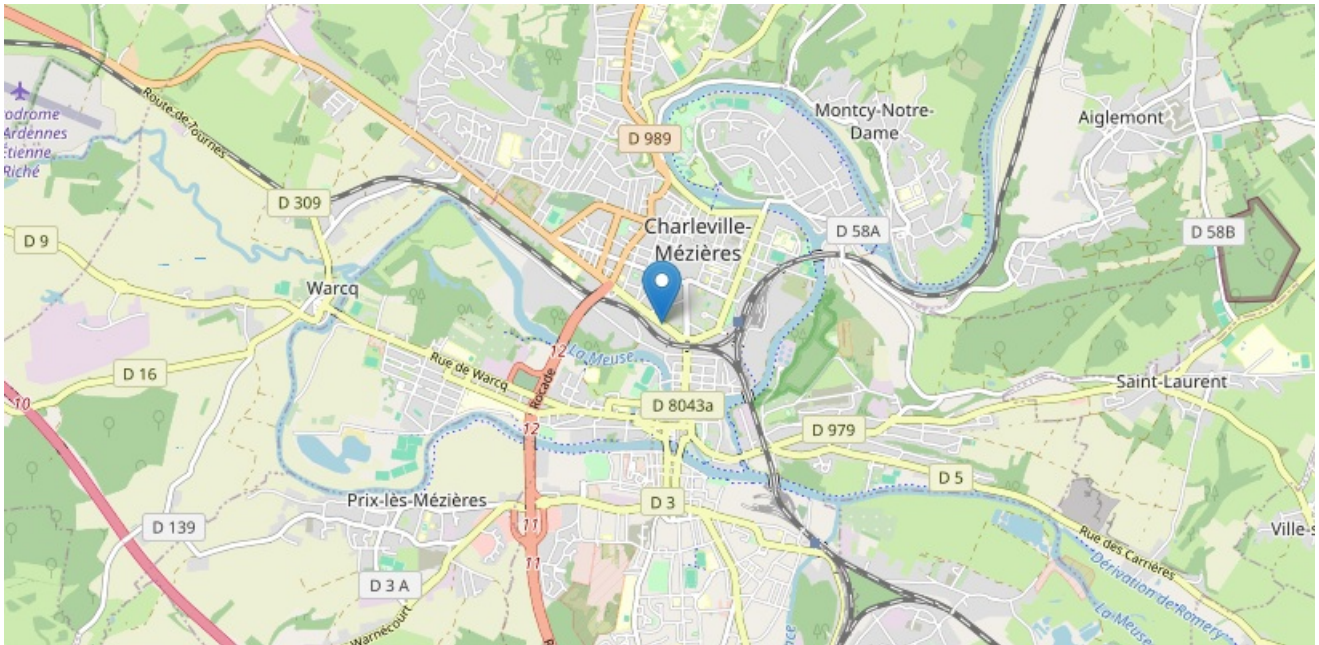 Route de Tournes
rodrome
Ardennes
Étienne
Riché
D 989
Montcy-Notre-
Dame
Aiglemont
D 309
D 9
Charleville-
Mézières
D 58A
D 58B
Warcq
12
La Meuse
Rue de Warcq
D 16
10
Rocade
12
D 8043a
Saint-Laurent
D 979
D 5
Prix-lès-Mézières
D 3
D 139
11
Rue des Carrières
Ville-s
D 3 A
11
Dérivation de Romery
La Meuse
Warnécourt
R
ence